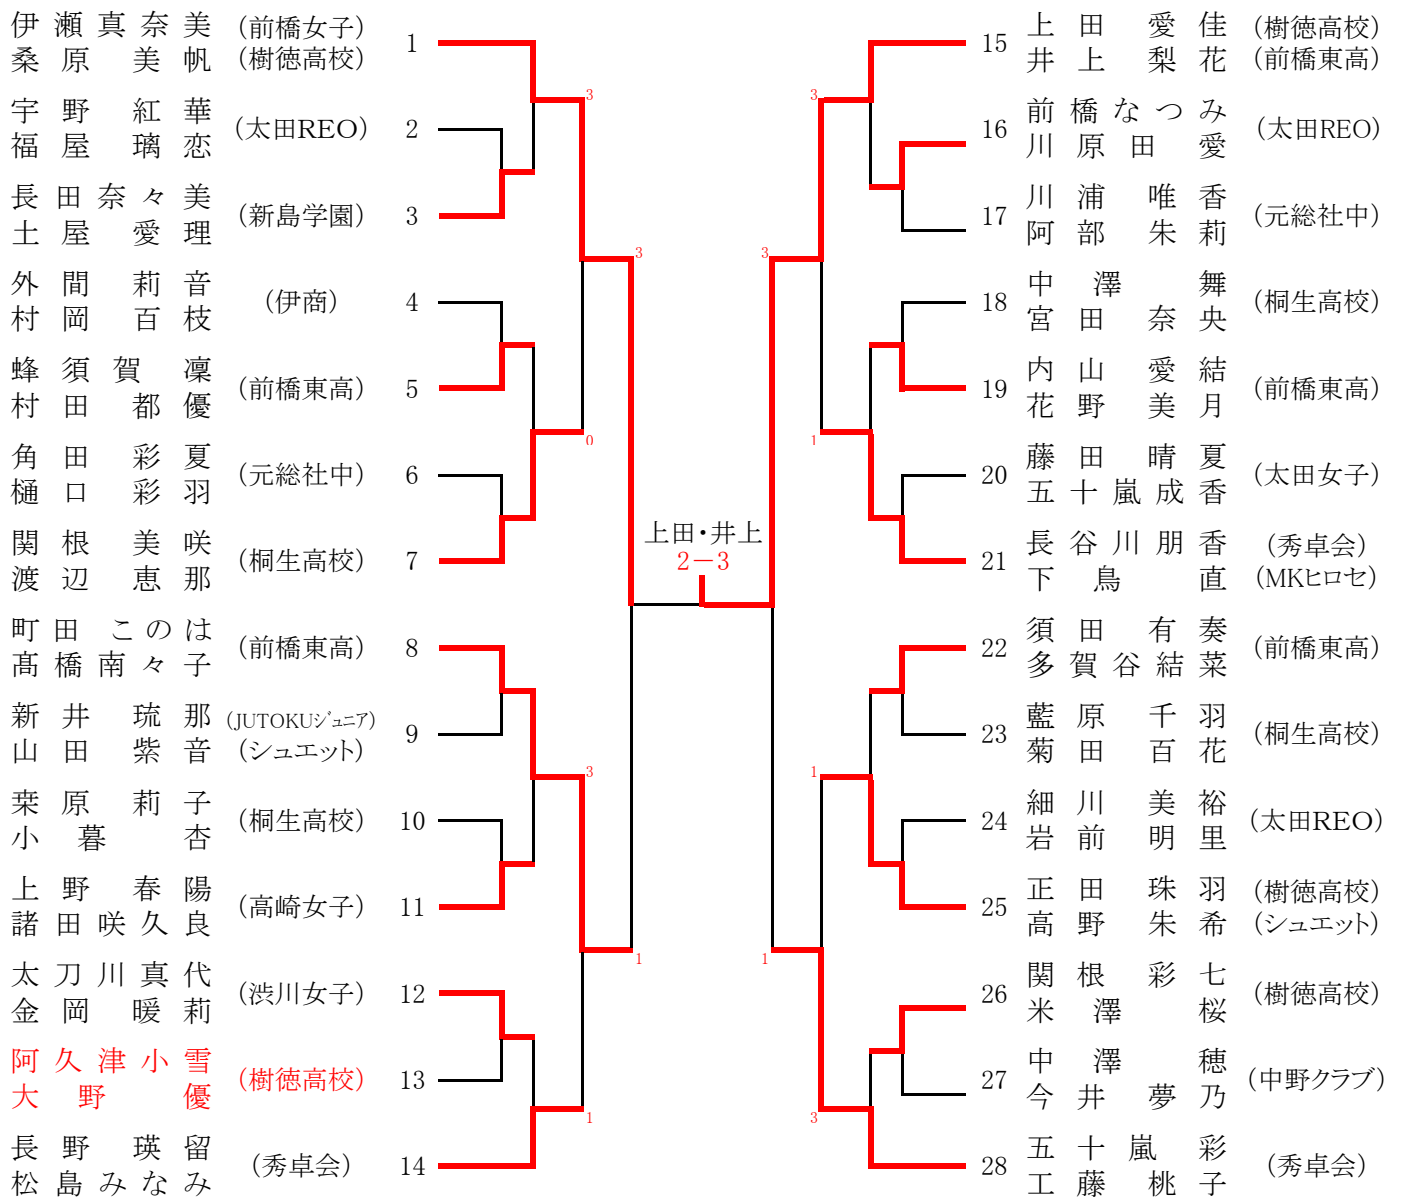 伊瀬真奈美 (前橋女子)
桑原美帆 (樹徳高校)
1
宇野紅華
福屋璃恋
(太田REO) 2
長田奈々美
土屋愛理
(新島学園) 3
外間莉音
村岡百枝
(伊商) 4
蜂須賀凜
村田都優
(前橋東高) 5
角田彩夏
樋口彩羽
(元総社中) 6
関根美咲
渡辺恵那
(桐生高校) 7
町田このは
髙橋南々子
(前橋東高) 8
新井琉那 (JUTOKUジュニア)
山田紫音 (シュエット)
9
栞原莉子
小暮杏
(桐生高校) 10
上野春陽
諸田咲久良
(高崎女子) 11
太刀川真代
金岡暖莉
(渋川女子) 12
阿久津小雪
大野優
(樹徳高校) 13
長野瑛留
松島みなみ
(秀卓会) 14
3
3
0
3
1
1
上田・井上
2－3
3
3
1
1
1
3
15
上田愛佳 (樹徳高校)
井上梨花 (前橋東高)
16
前橋なつみ
川原田愛
(太田REO)
17
川浦唯香
阿部朱莉
(元総社中)
18
中澤舞
宮田奈央
(桐生高校)
19
内山愛結
花野美月
(前橋東高)
20
藤田晴夏
五十嵐成香
(太田女子)
21
長谷川朋香 (秀卓会)
下鳥直 (MKヒロセ)
22
須田有奏
多賀谷結菜
(前橋東高)
23
藍原千羽
菊田百花
(桐生高校)
24
細川美裕
岩前明里
(太田REO)
25
正田珠羽 (樹徳高校)
高野朱希 (シュエット)
26
関根彩七
米澤桜
(樹徳高校)
27
中澤穂
今井夢乃
(中野クラブ)
28
五十嵐彩
工藤桃子
(秀卓会)